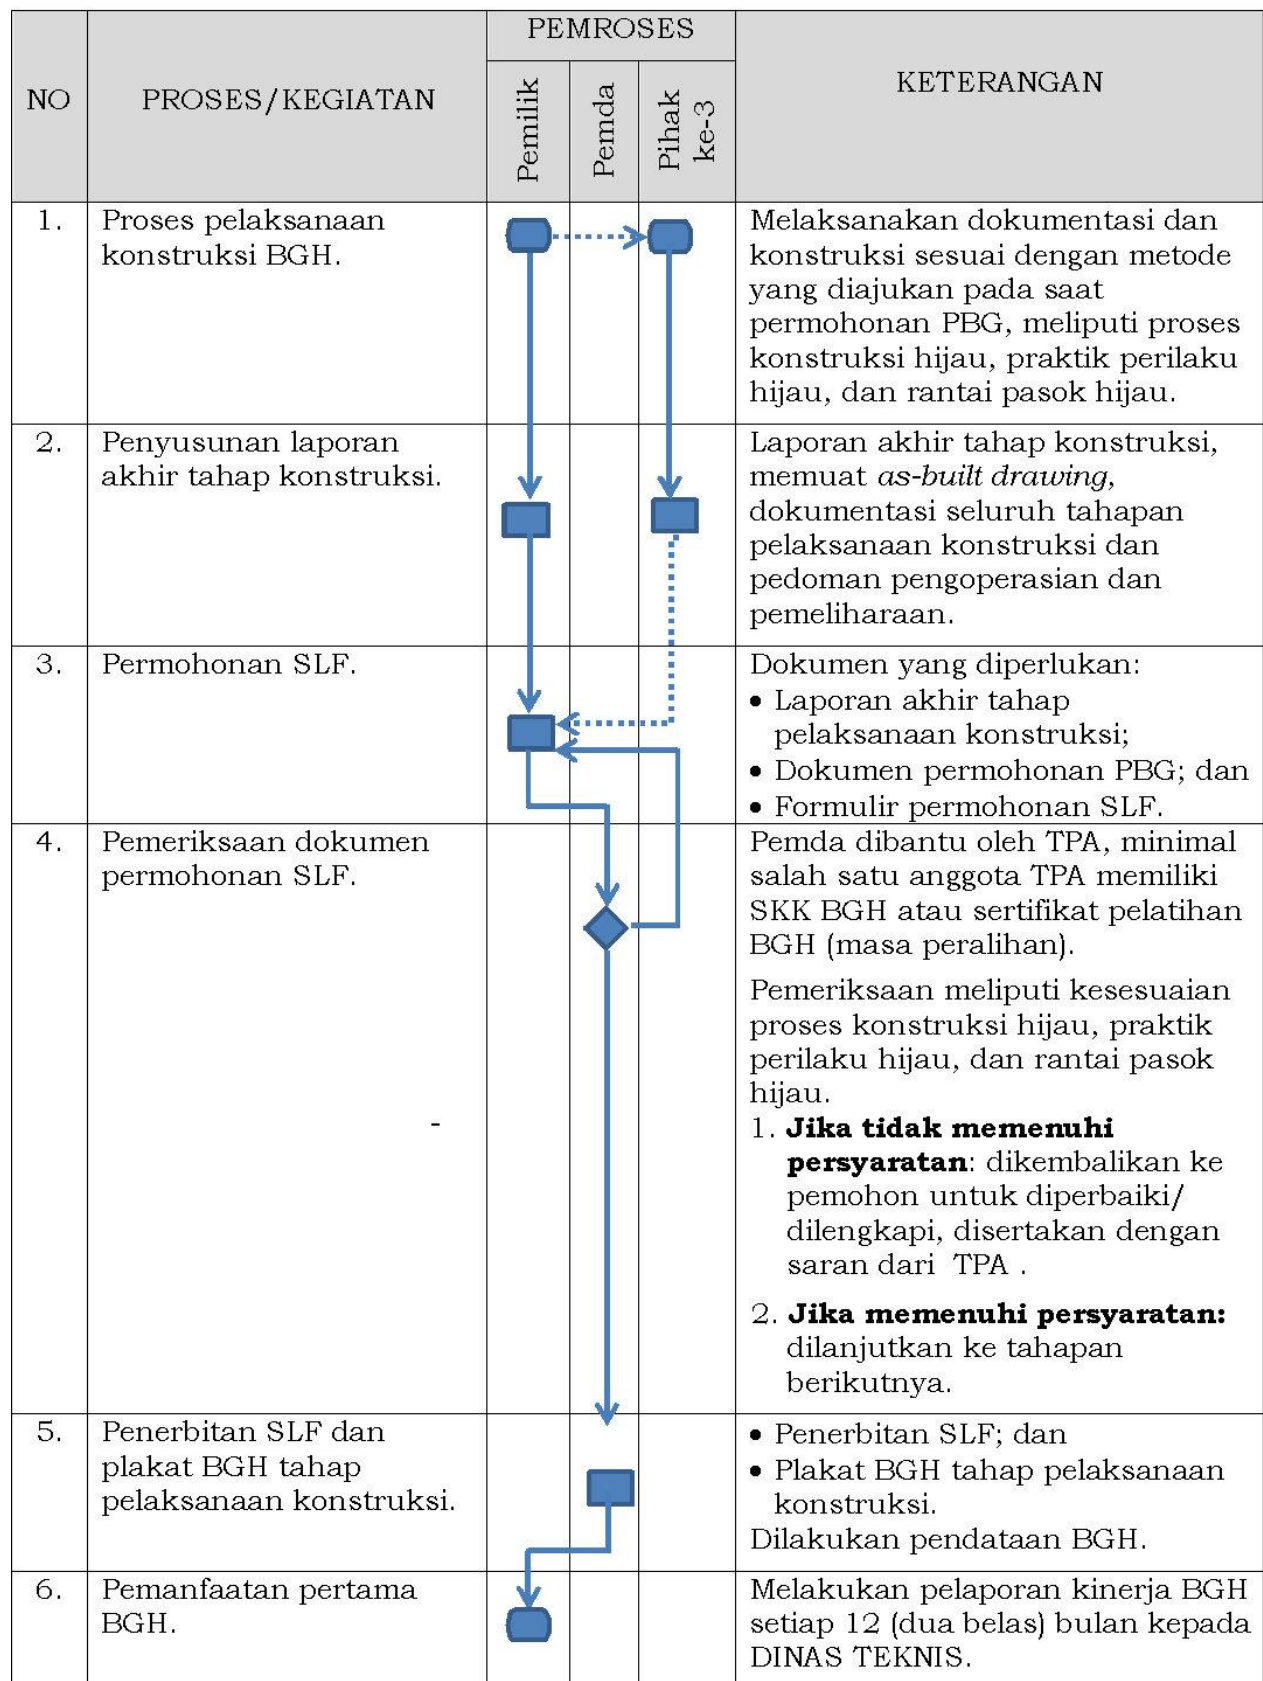 NO
PROSES/KEGIATAN
PEMROSES
Pemilik
Pemda
Pihak
ke-3
KETERANGAN
1.
Proses pelaksanaan
konstruksi BGH.
Melaksanakan dokumentasi dan
konstruksi sesuai dengan metode
yang diajukan pada saat
permohonan PBG, meliputi proses
konstruksi hijau, praktik perilaku
hijau, dan rantai pasok hijau.
2.
Penyusunan laporan
akhir tahap konstruksi.
Laporan akhir tahap konstruksi,
memuat as-built drawing,
dokumentasi seluruh tahapan
pelaksanaan konstruksi dan
pedoman pengoperasian dan
pemeliharaan.
3.
Permohonan SLF.
Dokumen yang diperlukan:
• Laporan akhir tahap
pelaksanaan konstruksi;
• Dokumen permohonan PBG; dan
• Formulir permohonan SLF.
4.
Pemeriksaan dokumen
permohonan SLF.
-
Pemda dibantu oleh TPA, minimal
salah satu anggota TPA memiliki
SKK BGH atau sertifikat pelatihan
BGH (masa peralihan).
Pemeriksaan meliputi kesesuaian
proses konstruksi hijau, praktik
perilaku hijau, dan rantai pasok
hijau.
1. Jika tidak memenuhi
persyaratan: dikembalikan ke
pemohon untuk diperbaiki/
dilengkapi, disertakan dengan
saran dari TPA .
2. Jika memenuhi persyaratan:
dilanjutkan ke tahapan
berikutnya.
5.
Penerbitan SLF dan
plakat BGH tahap
pelaksanaan konstruksi.
• Penerbitan SLF; dan
• Plakat BGH tahap pelaksanaan
konstruksi.
Dilakukan pendataan BGH.
6.
Pemanfaatan pertama
BGH.
Melakukan pelaporan kinerja BGH
setiap 12 (dua belas) bulan kepada
DINAS TEKNIS.